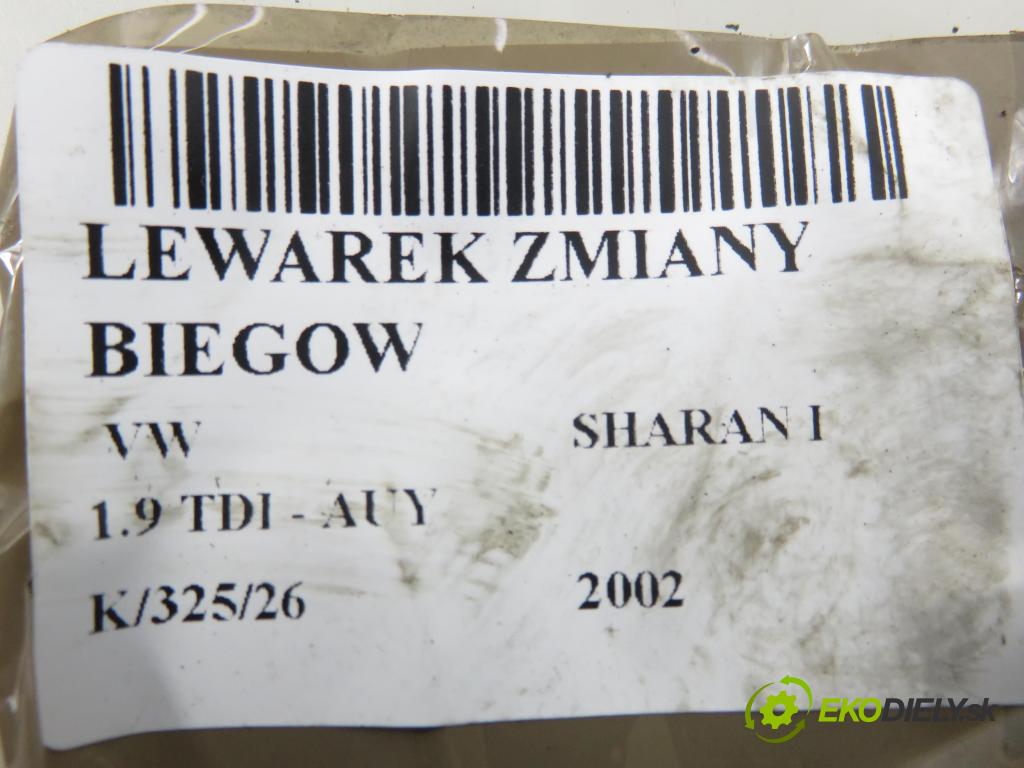 LEWAREK ZMIANY
BIEGOW
VW SHARAN I
1.9 TDI - AUY
K/325/26 2002
EKODIELY.sk